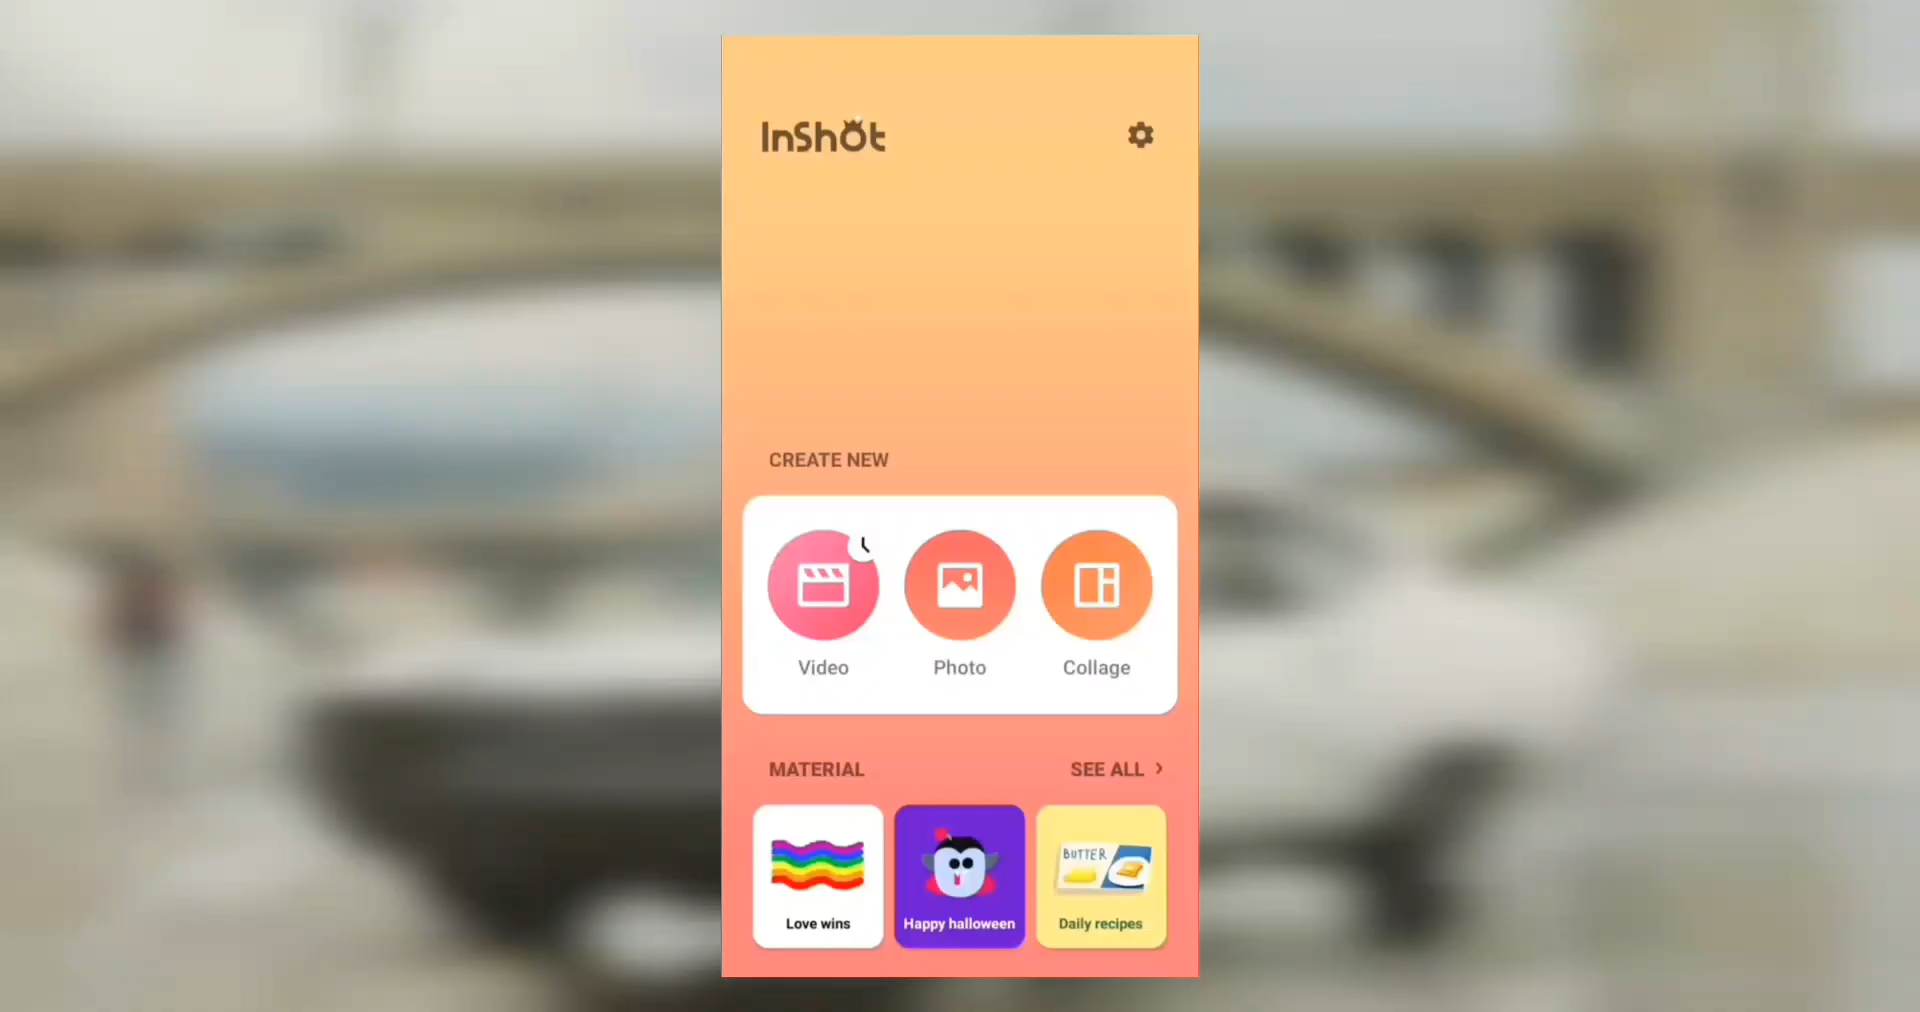 InShot
CREATE NEW
Video
Photo
Collage
MATERIAL
SEE ALL
BUTTER
Love wins
Happy halloween
Daily recipes